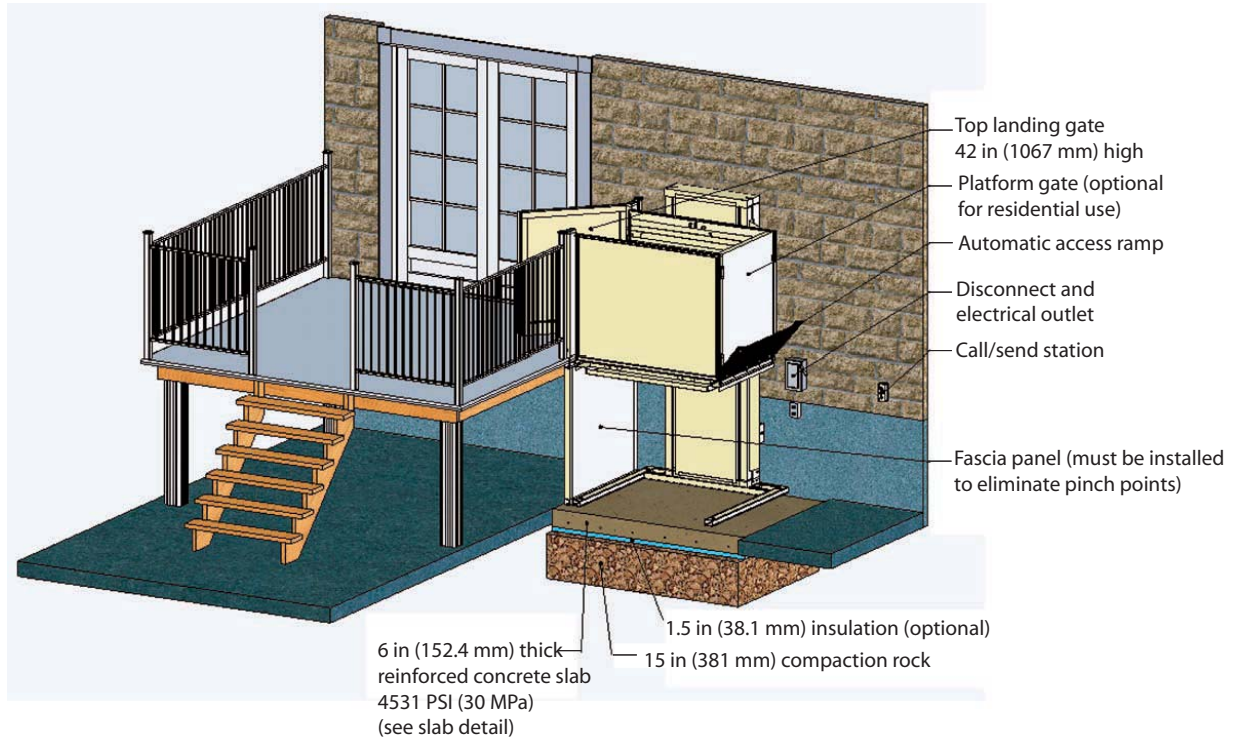 Top landing gate
42 in (1067 mm) high
Platform gate (optional
for residential use)
Automatic access ramp
Disconnect and
electrical outlet
Call/send station
Fascia panel (must be installed
to eliminate pinch points)
1.5 in (38.1 mm) insulation (optional)
15 in (381 mm) compaction rock
6 in (152.4 mm) thick
reinforced concrete slab
4531 PSI (30 MPa)
(see slab detail)